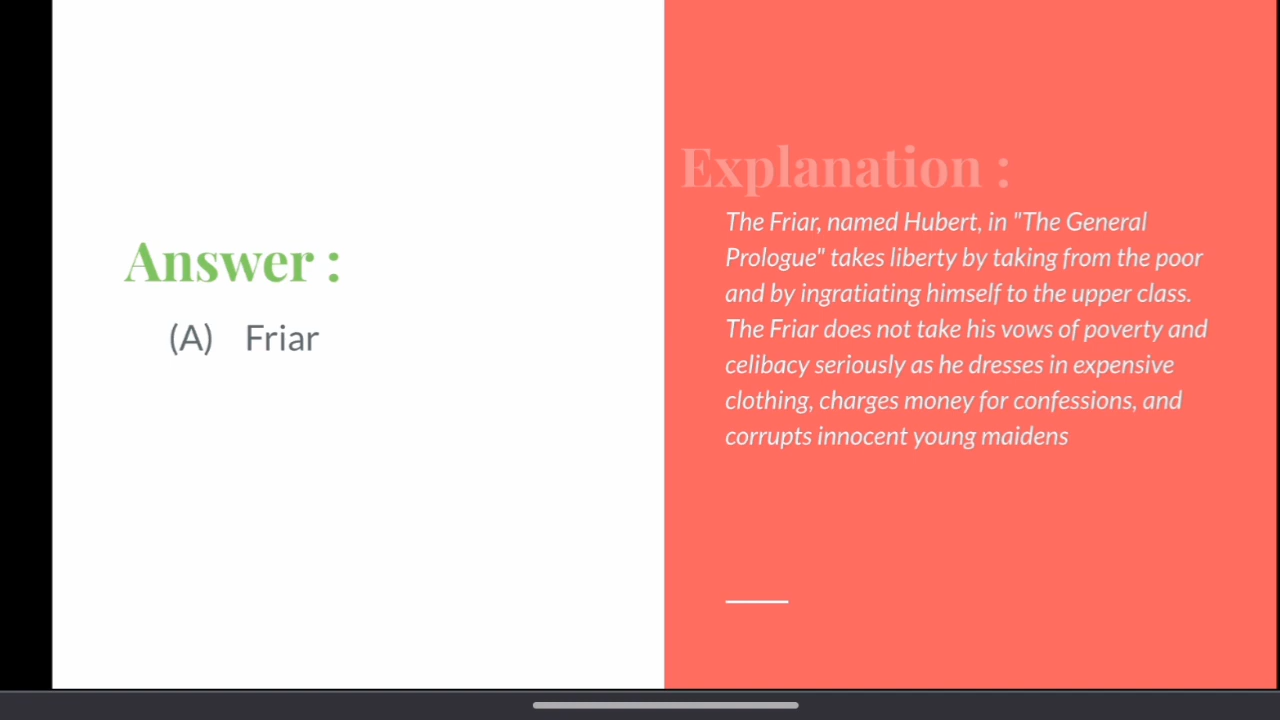 Answer :
(A) Friar
Explanation :
The Friar, named Hubert, in "The General
Prologue" takes liberty by taking from the poor
and by ingratiating himself to the upper class.
The Friar does not take his vows of poverty and
celibacy seriously as he dresses in expensive
clothing, charges money for confessions, and
corrupts innocent young maidens